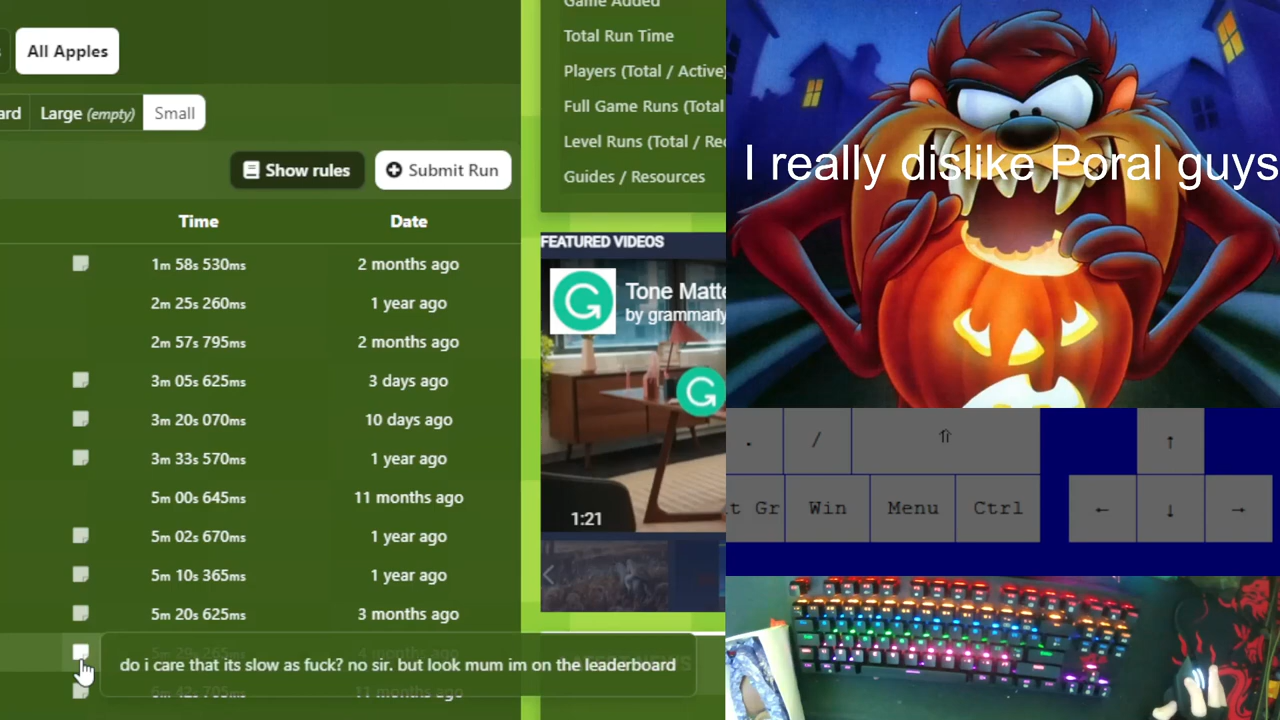 All Apples
Large (empty)
Small
Show rules
Submit Run
Time
Date
1m 58s 530ms
2 months ago
2m 25s 260ms
1 year ago
2m 57s 795ms
2 months ago
3m 05s 625ms
3 days ago
3m 20s 070ms
10 days ago
3m 33s 570ms
1 year ago
5m 00s 645ms
11 months ago
5m 02s 670ms
1 year ago
5m 10s 365ms
1 year ago
5m 20s 625ms
3 months ago
do i care that its slow as fuck? no sir. but look mum im on the leaderboard
6m 42s 705ms
11 months ago
Game Added
Total Run Time
Players (Total / Active)
Full Game Runs (Total
Level Runs (Total / Re
Guides / Resources
FEATURED VIDEOS
Tone Matte
by grammarly
1:21
I really dislike Poral guys
. / ⇑ ↑
t Gr Win Menu Ctrl ← ↓ →